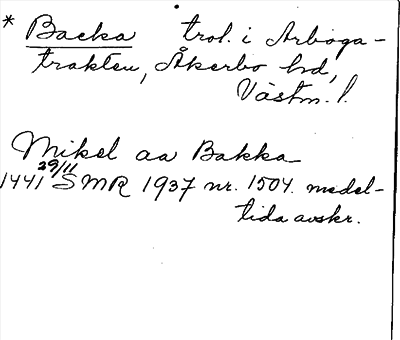 * Backa trol. i Arboga-
trakten, Åkerbo hd,
Västm. l.
Mikel aa Bakka
1441 29/11 SMR 1937 nr. 1504. medel-
tida avskr.